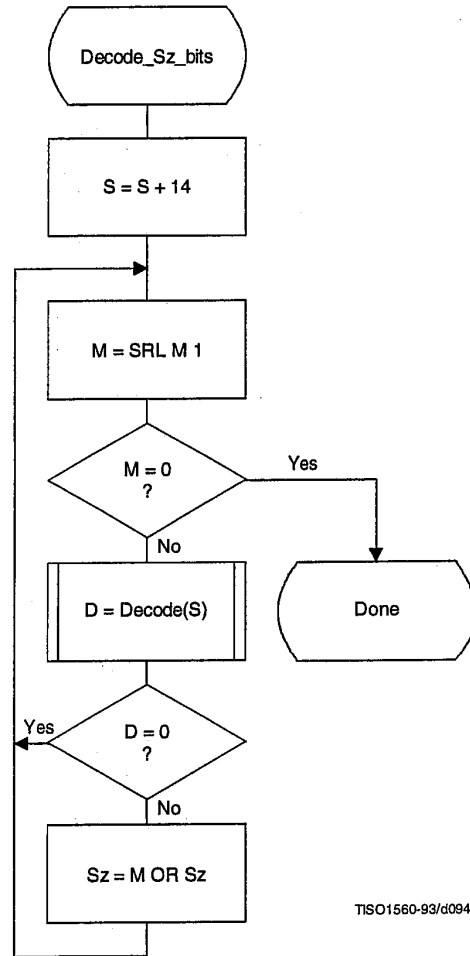 Decode_Sz_bits
S = S + 14
M = SRL M 1
M = 0
?
Yes
No
D = Decode(S)
Done
D = 0
?
Yes
No
Sz = M OR Sz
TISO1560-93/d094